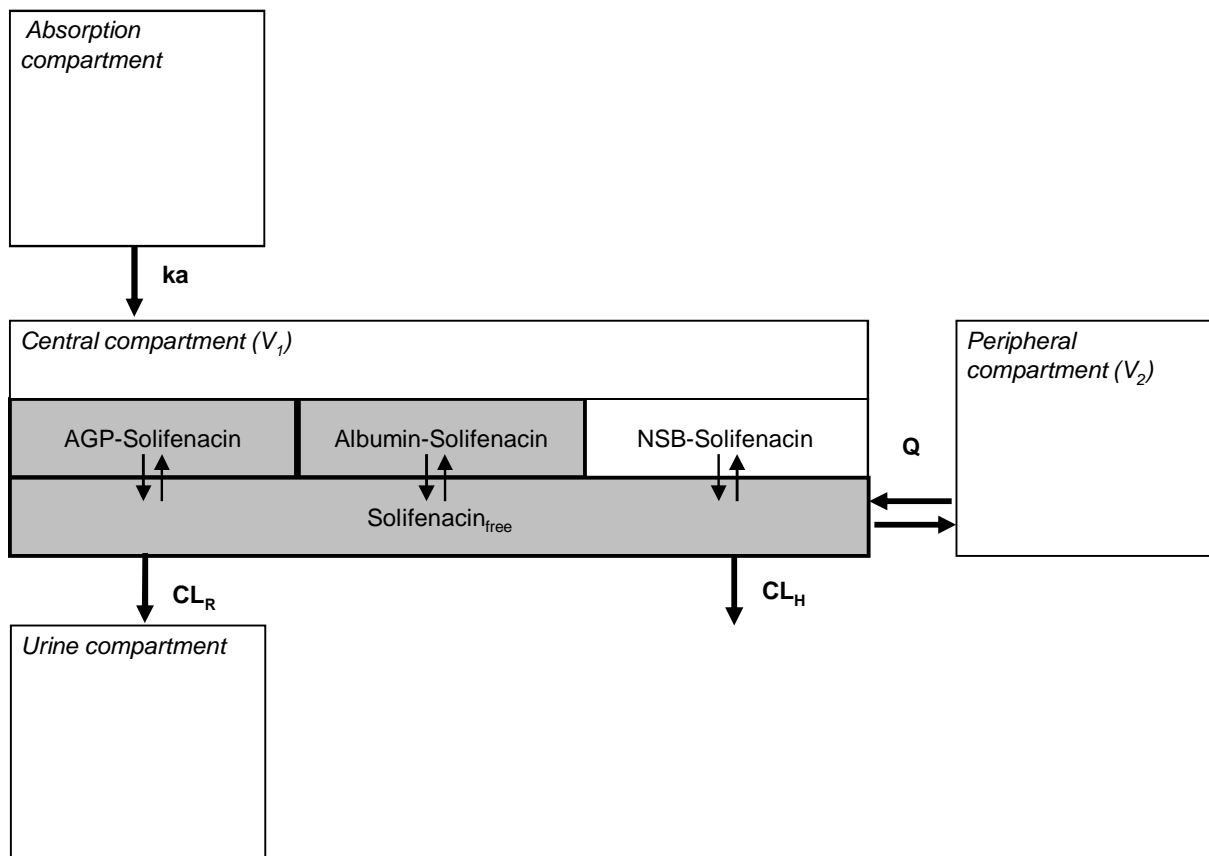 Absorption
compartment
ka
Central compartment (V1)
Peripheral
compartment (V2)
AGP-Solifenacin
Albumin-Solifenacin
NSB-Solifenacin
Q
Solifenacinfree
CLR
CLH
Urine compartment